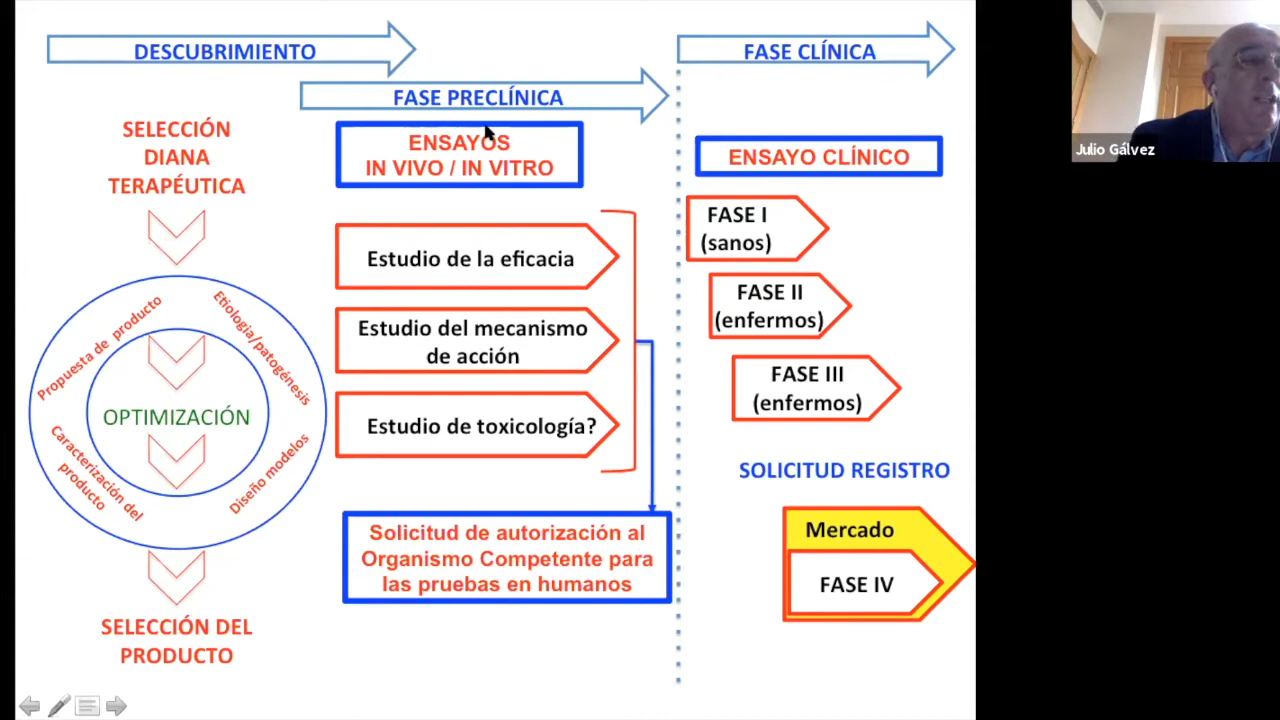 DESCUBRIMIENTO
FASE PRECLÍNICA
FASE CLÍNICA
SELECCIÓN
DIANA
TERAPÉUTICA
Propuesta de producto
Etiologia/patogénesis
OPTIMIZACIÓN
Caracterización del
producto
Diseño modelos
SELECCIÓN DEL
PRODUCTO
ENSAYOS
IN VIVO / IN VITRO
Estudio de la eficacia
Estudio del mecanismo
de acción
Estudio de toxicología?
Solicitud de autorización al
Organismo Competente para
las pruebas en humanos
ENSAYO CLÍNICO
FASE I
(sanos)
FASE II
(enfermos)
FASE III
(enfermos)
SOLICITUD REGISTRO
Mercado
FASE IV
Julio Gálvez